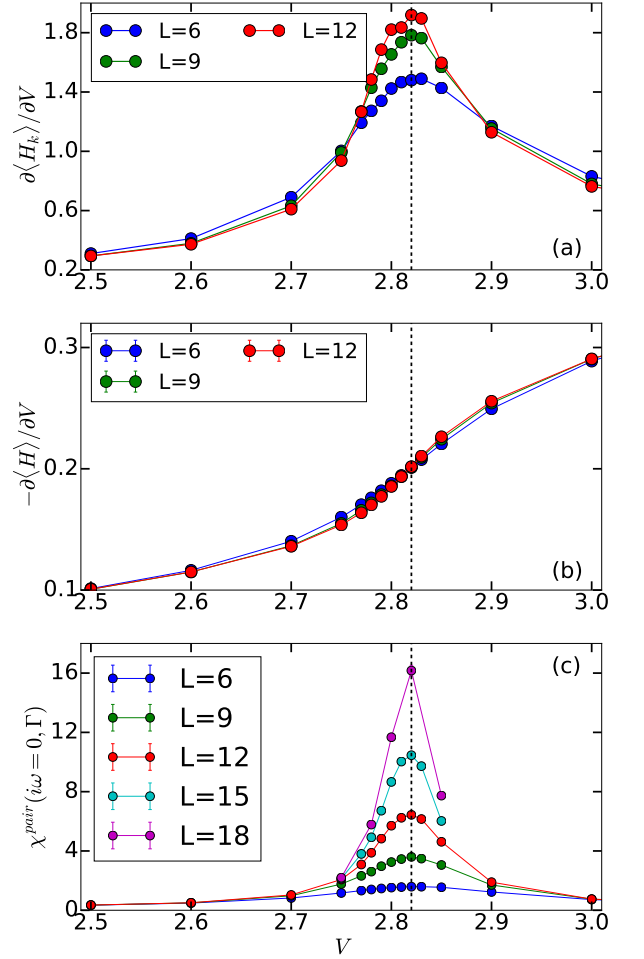 ∂⟨H_k⟩/∂V
1.8
1.4
1.0
0.6
0.2
L=6 L=12
L=9
(a)
2.5 2.6 2.7 2.8 2.9 3.0
−∂⟨H⟩/∂V
0.3
0.2
0.1
L=6 L=12
L=9
(b)
2.5 2.6 2.7 2.8 2.9 3.0
χ^{pair}(iω=0,Γ)
16
12
8
4
0
L=6
L=9
L=12
L=15
L=18
(c)
2.5 2.6 2.7 2.8 2.9 3.0
V